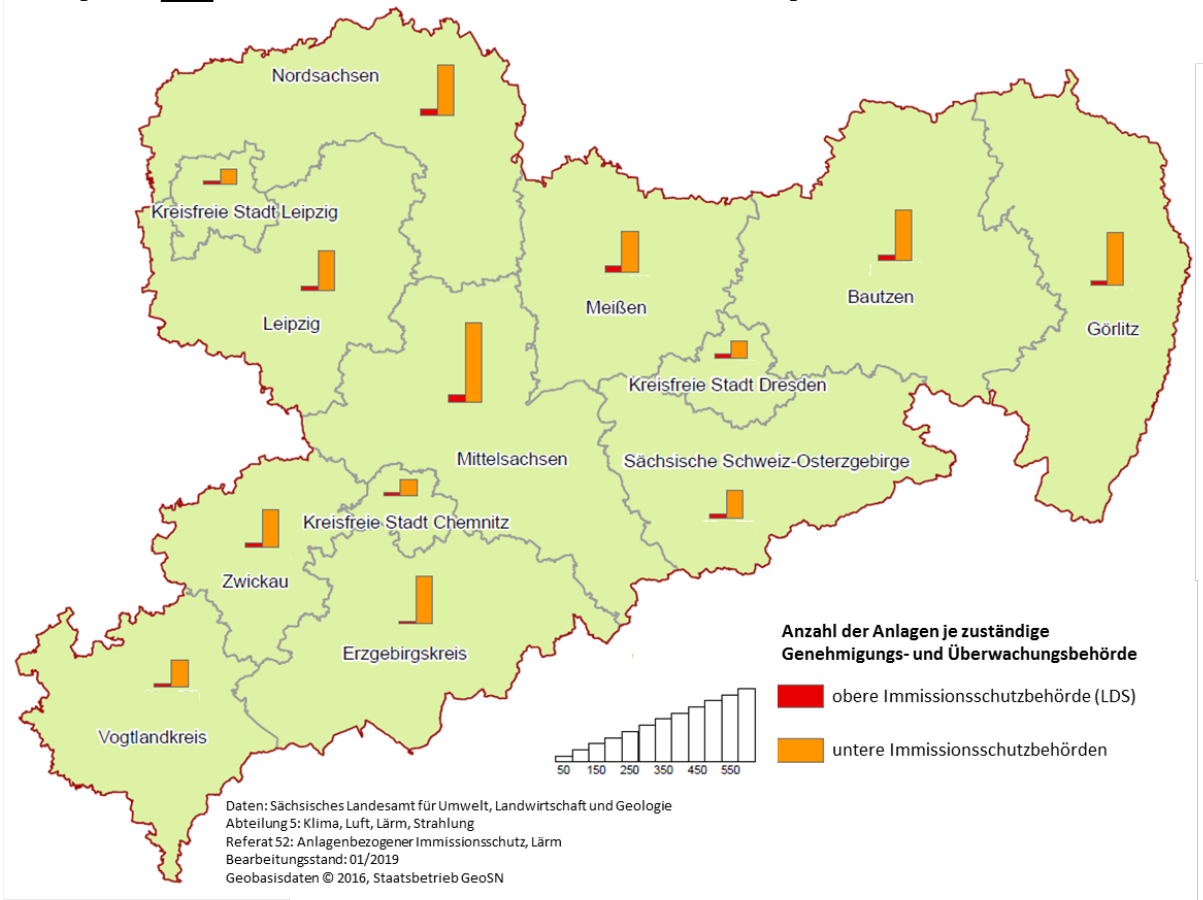 Nordsachsen
Kreisfreie Stadt Leipzig
Leipzig
Meißen
Bautzen
Görlitz
Kreisfreie Stadt Dresden
Mittelsachsen
Sächsische Schweiz-Osterzgebirge
Kreisfreie Stadt Chemnitz
Zwickau
Erzgebirgskreis
Vogtlandkreis
Anzahl der Anlagen je zuständige
Genehmigungs- und Überwachungsbehörde
obere Immissionsschutzbehörde (LDS)
untere Immissionsschutzbehörden
50 150 250 350 450 550
Daten: Sächsisches Landesamt für Umwelt, Landwirtschaft und Geologie
Abteilung 5: Klima, Luft, Lärm, Strahlung
Referat 52: Anlagenbezogener Immissionsschutz, Lärm
Bearbeitungsstand: 01/2019
Geobasisdaten © 2016, Staatsbetrieb GeoSN